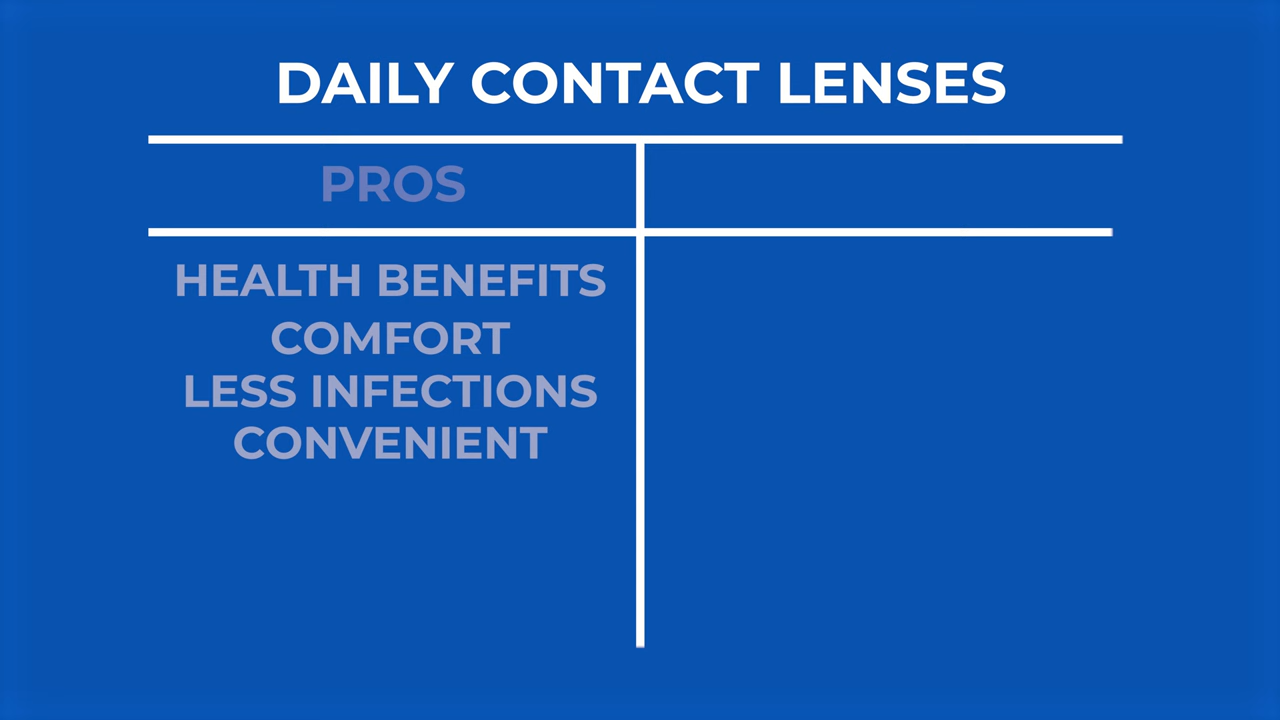 DAILY CONTACT LENSES
PROS
HEALTH BENEFITS
COMFORT
LESS INFECTIONS
CONVENIENT